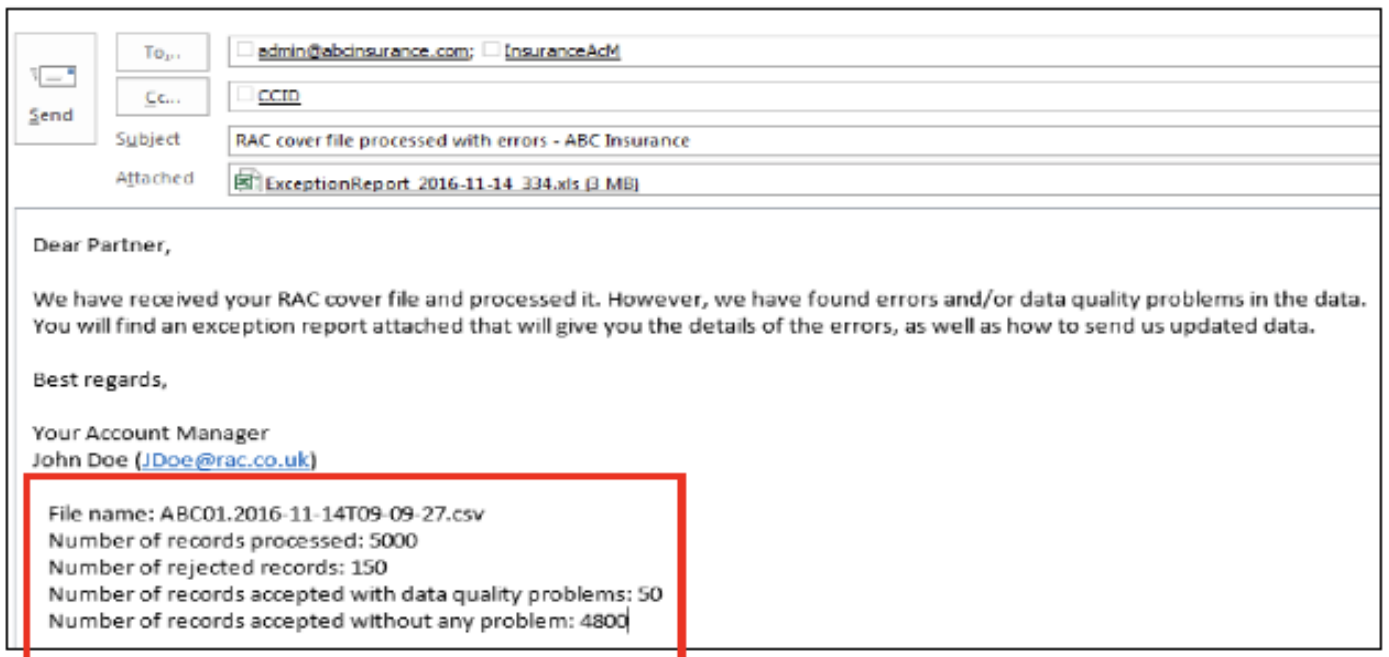 To...
admin@abcinsurance.com; InsuranceAcM
Send
Cc...
CCID
Subject
RAC cover file processed with errors - ABC Insurance
Attached
ExceptionReport_2016-11-14_334.xls (3 MB)
Dear Partner,
We have received your RAC cover file and processed it. However, we have found errors and/or data quality problems in the data.
You will find an exception report attached that will give you the details of the errors, as well as how to send us updated data.
Best regards,
Your Account Manager
John Doe (JDoe@rac.co.uk)
File name: ABC01.2016-11-14T09-09-27.csv
Number of records processed: 5000
Number of rejected records: 150
Number of records accepted with data quality problems: 50
Number of records accepted without any problem: 4800